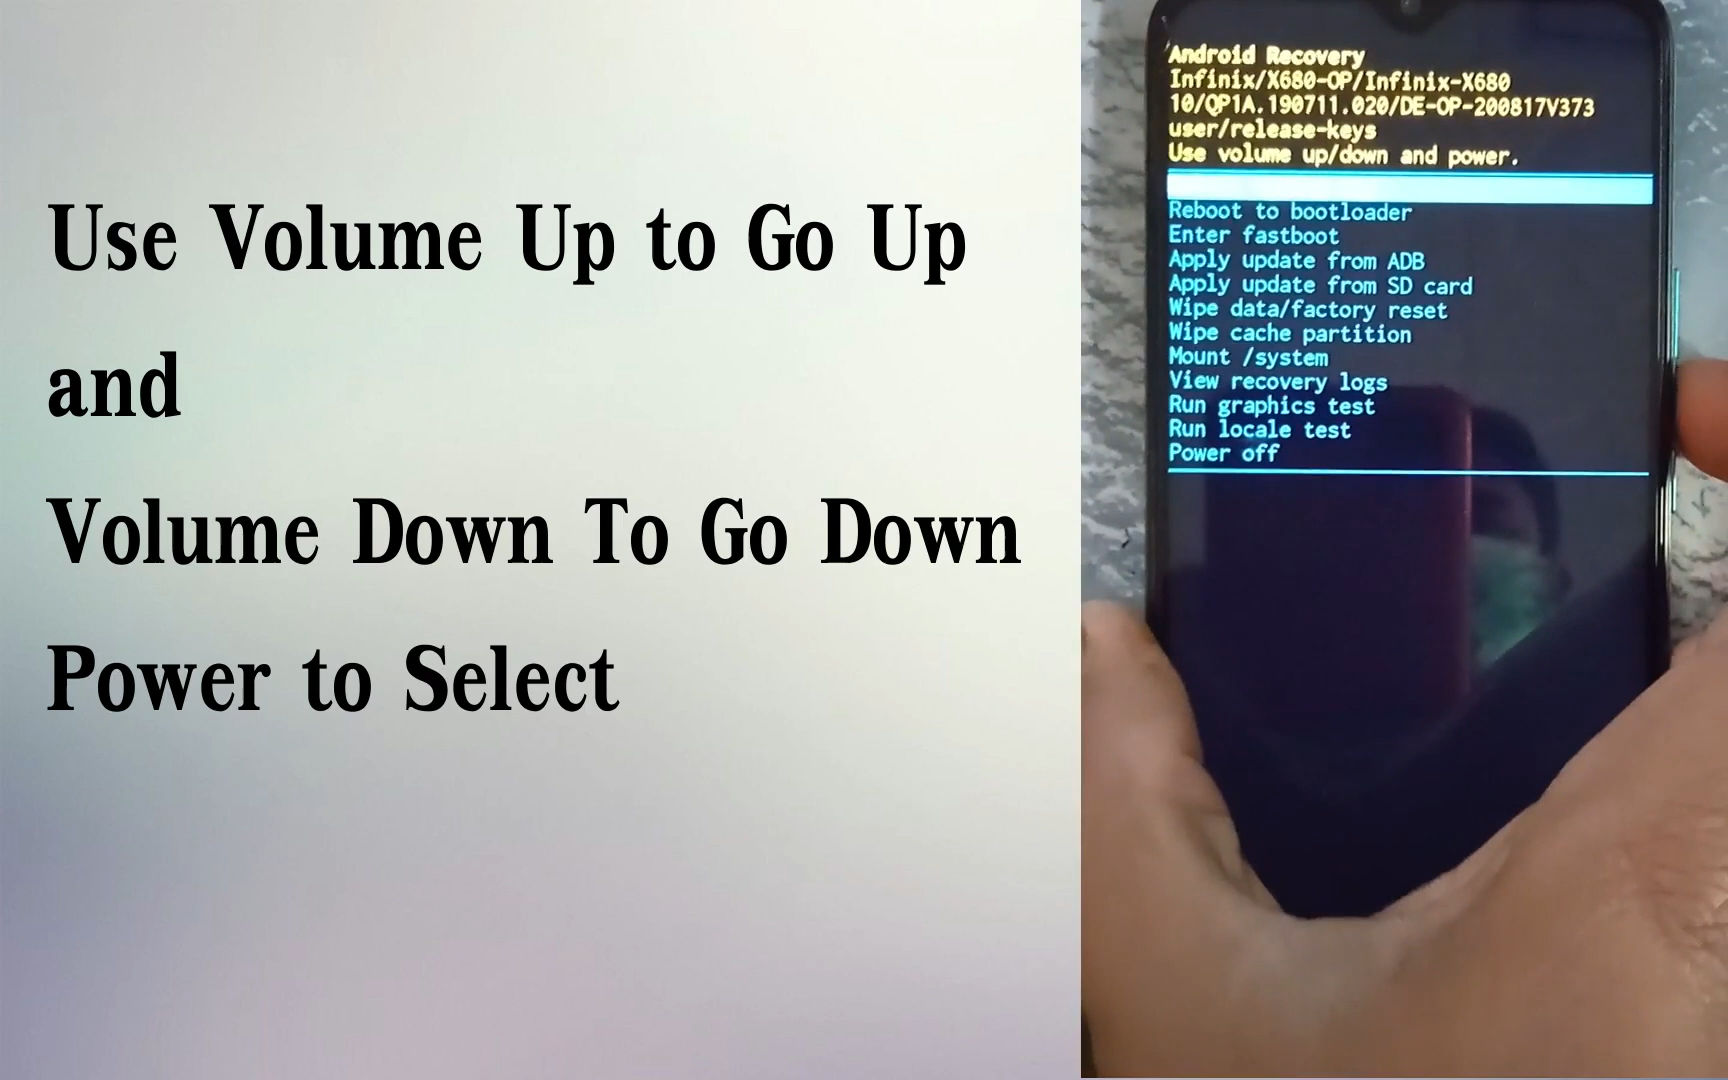 Use Volume Up to Go Up
and
Volume Down To Go Down
Power to Select
Android Recovery
Infinix/X680-OP/Infinix-X680
10/QP1A.190711.020/DE-OP-200817V373
user/release-keys
Use volume up/down and power.
Reboot to bootloader
Enter fastboot
Apply update from ADB
Apply update from SD card
Wipe data/factory reset
Wipe cache partition
Mount /system
View recovery logs
Run graphics test
Run locale test
Power off